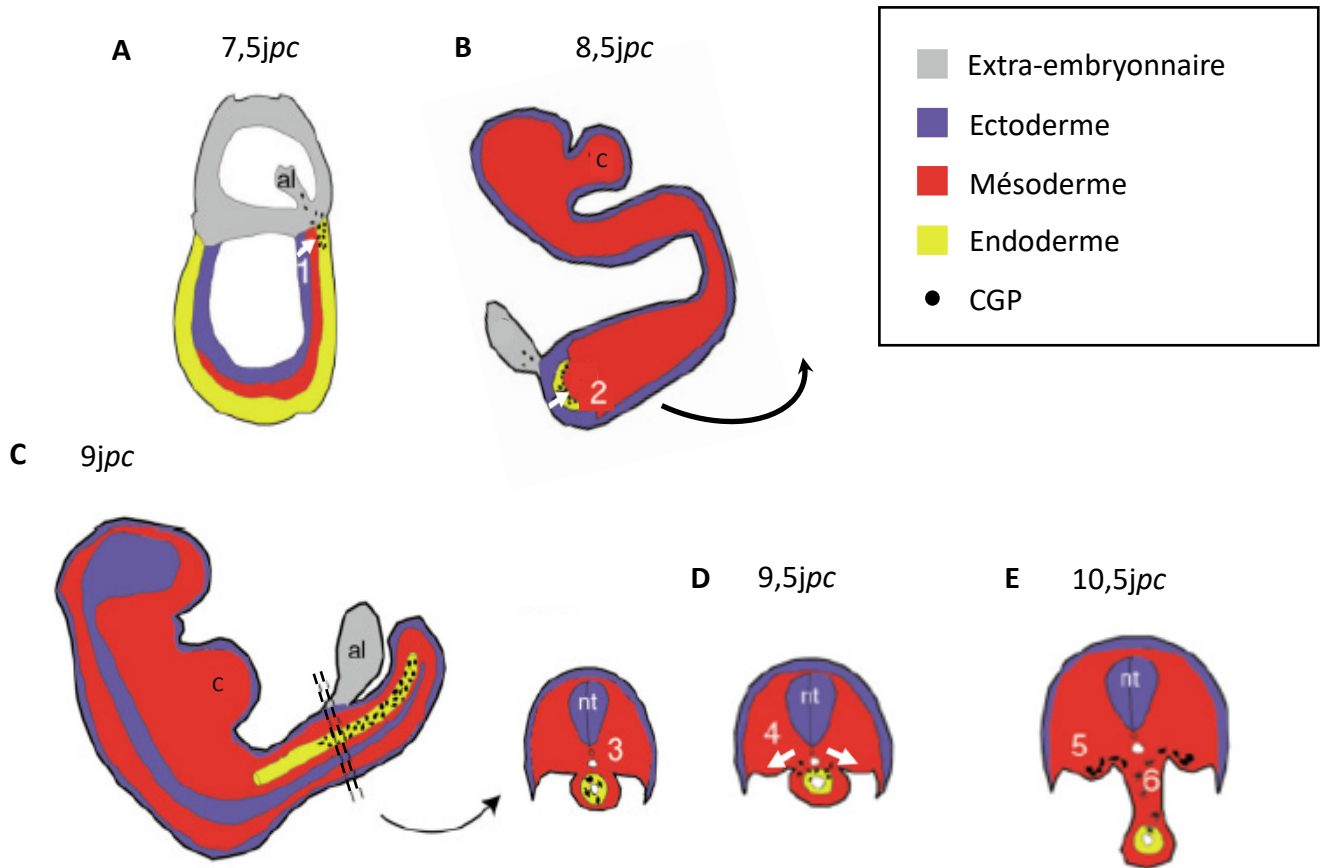 A 7,5jpc
B 8,5jpc
Extra-embryonnaire
Ectoderme
Mésoderme
Endoderme
CGP
al
1
c
2
C 9jpc
al
c
D 9,5jpc
E 10,5jpc
nt
3
nt
4
nt
5
6